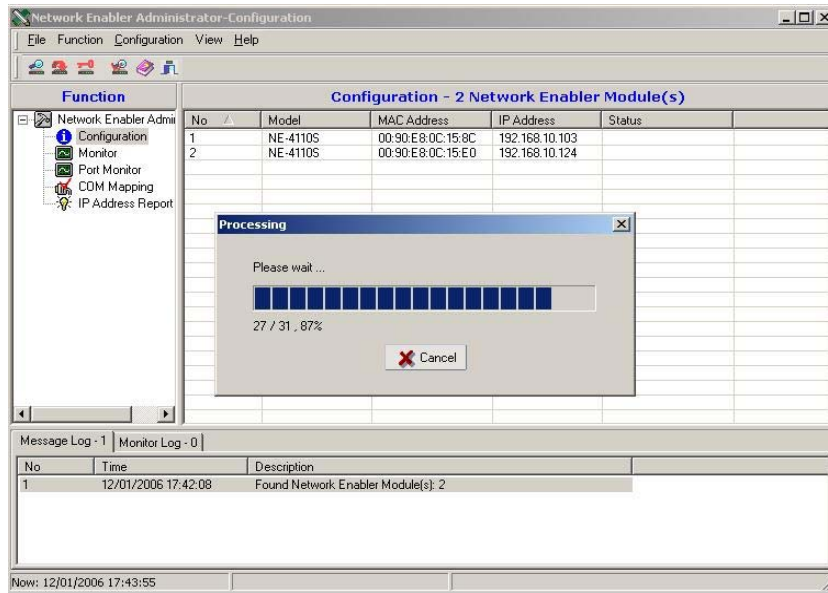 Network Enabler Administrator-Configuration
File Function Configuration View Help
Function
Configuration - 2 Network Enabler Module(s)
Network Enabler Admi
Configuration
Monitor
Port Monitor
COM Mapping
IP Address Report
No Model MAC Address IP Address Status
1 NE-4110S 00:90:E8:0C:15:8C 192.168.10.103
2 NE-4110S 00:90:E8:0C:15:E0 192.168.10.124
Processing
Please wait ...
27 / 31 , 87%
Cancel
Message Log - 1 Monitor Log - 0
No Time Description
1 12/01/2006 17:42:08 Found Network Enabler Module(s): 2
Now: 12/01/2006 17:43:55